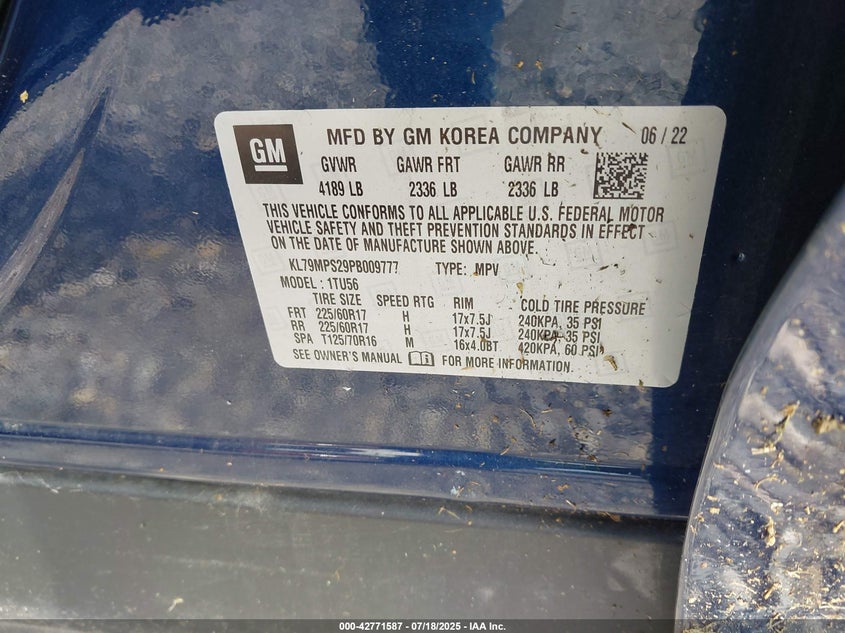 GM MFD BY GM KOREA COMPANY 06 / 22
GVWR GAWR FRT GAWR RR
4189 LB 2336 LB 2336 LB
THIS VEHICLE CONFORMS TO ALL APPLICABLE U.S. FEDERAL MOTOR
VEHICLE SAFETY AND THEFT PREVENTION STANDARDS IN EFFECT
ON THE DATE OF MANUFACTURE SHOWN ABOVE.
KL79MPS29PB009777 TYPE: MPV
MODEL: 1TU56
TIRE SIZE SPEED RTG RIM COLD TIRE PRESSURE
FRT 225/60R17 H 17x7.5J 240KPA, 35 PSI
RR 225/60R17 H 17x7.5J 240KPA, 35 PSI
SPA T125/70R16 M 16x4.0BT 420KPA, 60 PSI
SEE OWNER'S MANUAL FOR MORE INFORMATION.
000-42771587 - 07/18/2025 - IAA Inc.